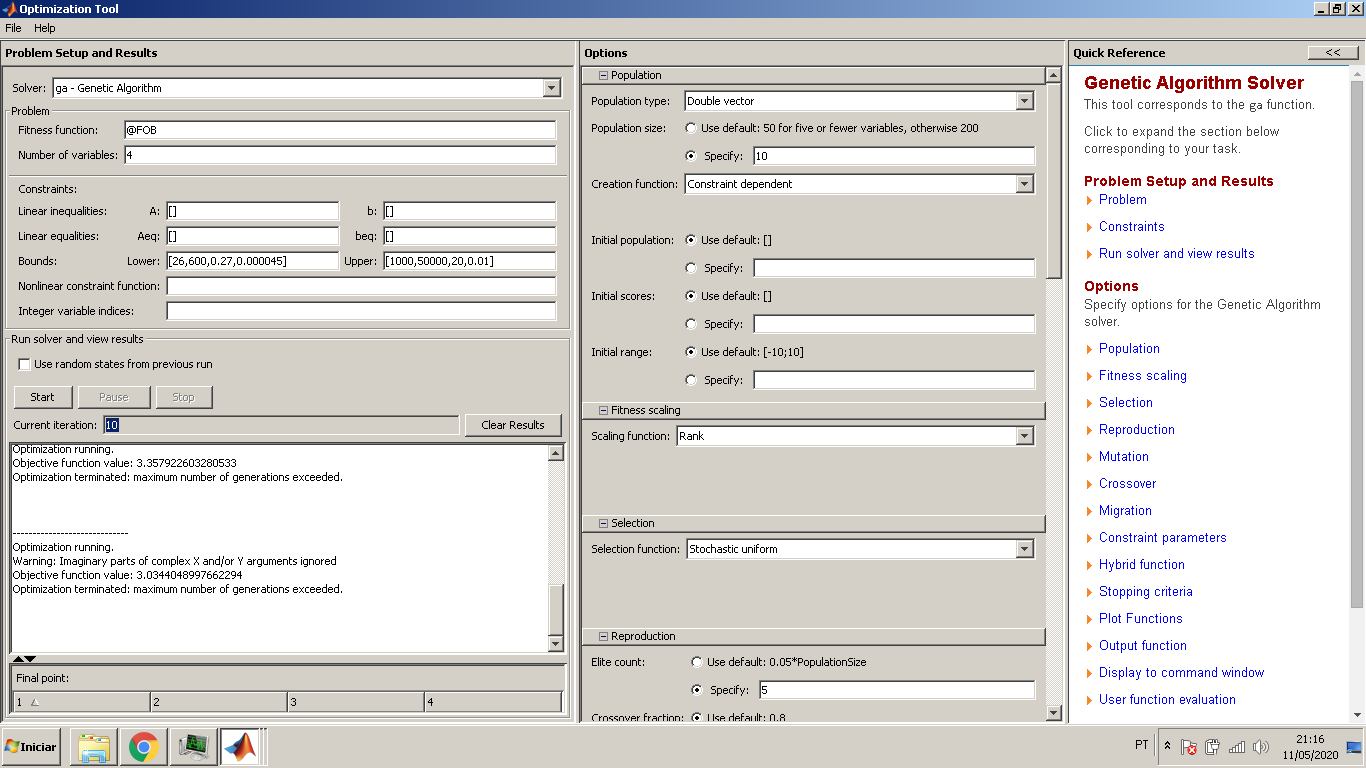 Optimization Tool
File Help
Problem Setup and Results
Solver: ga - Genetic Algorithm
Problem
Fitness function: @FOB
Number of variables: 4
Constraints:
Linear inequalities: A: [] b: []
Linear equalities: Aeq: [] beq: []
Bounds: Lower: [26,600,0.27,0.000045] Upper: [1000,50000,20,0.01]
Nonlinear constraint function:
Integer variable indices:
Run solver and view results
Use random states from previous run
Start Pause Stop
Current iteration: 10 Clear Results
Optimization running.
Objective function value: 3.357922603280533
Optimization terminated: maximum number of generations exceeded.
-----------------------------
Optimization running.
Warning: Imaginary parts of complex X and/or Y arguments ignored
Objective function value: 3.0344048997662294
Optimization terminated: maximum number of generations exceeded.
Final point:
1 2 3 4
Options
Population
Population type: Double vector
Population size: Use default: 50 for five or fewer variables, otherwise 200
Specify: 10
Creation function: Constraint dependent
Initial population: Use default: []
Specify:
Initial scores: Use default: []
Specify:
Initial range: Use default: [-10;10]
Specify:
Fitness scaling
Scaling function: Rank
Selection
Selection function: Stochastic uniform
Reproduction
Elite count: Use default: 0.05*PopulationSize
Specify: 5
Crossover fraction: Use default: 0.8
Quick Reference <<
Genetic Algorithm Solver
This tool corresponds to the ga function.
Click to expand the section below
corresponding to your task.
Problem Setup and Results
Problem
Constraints
Run solver and view results
Options
Specify options for the Genetic Algorithm
solver.
Population
Fitness scaling
Selection
Reproduction
Mutation
Crossover
Migration
Constraint parameters
Hybrid function
Stopping criteria
Plot Functions
Output function
Display to command window
User function evaluation
Iniciar
PT
21:16
11/05/2020